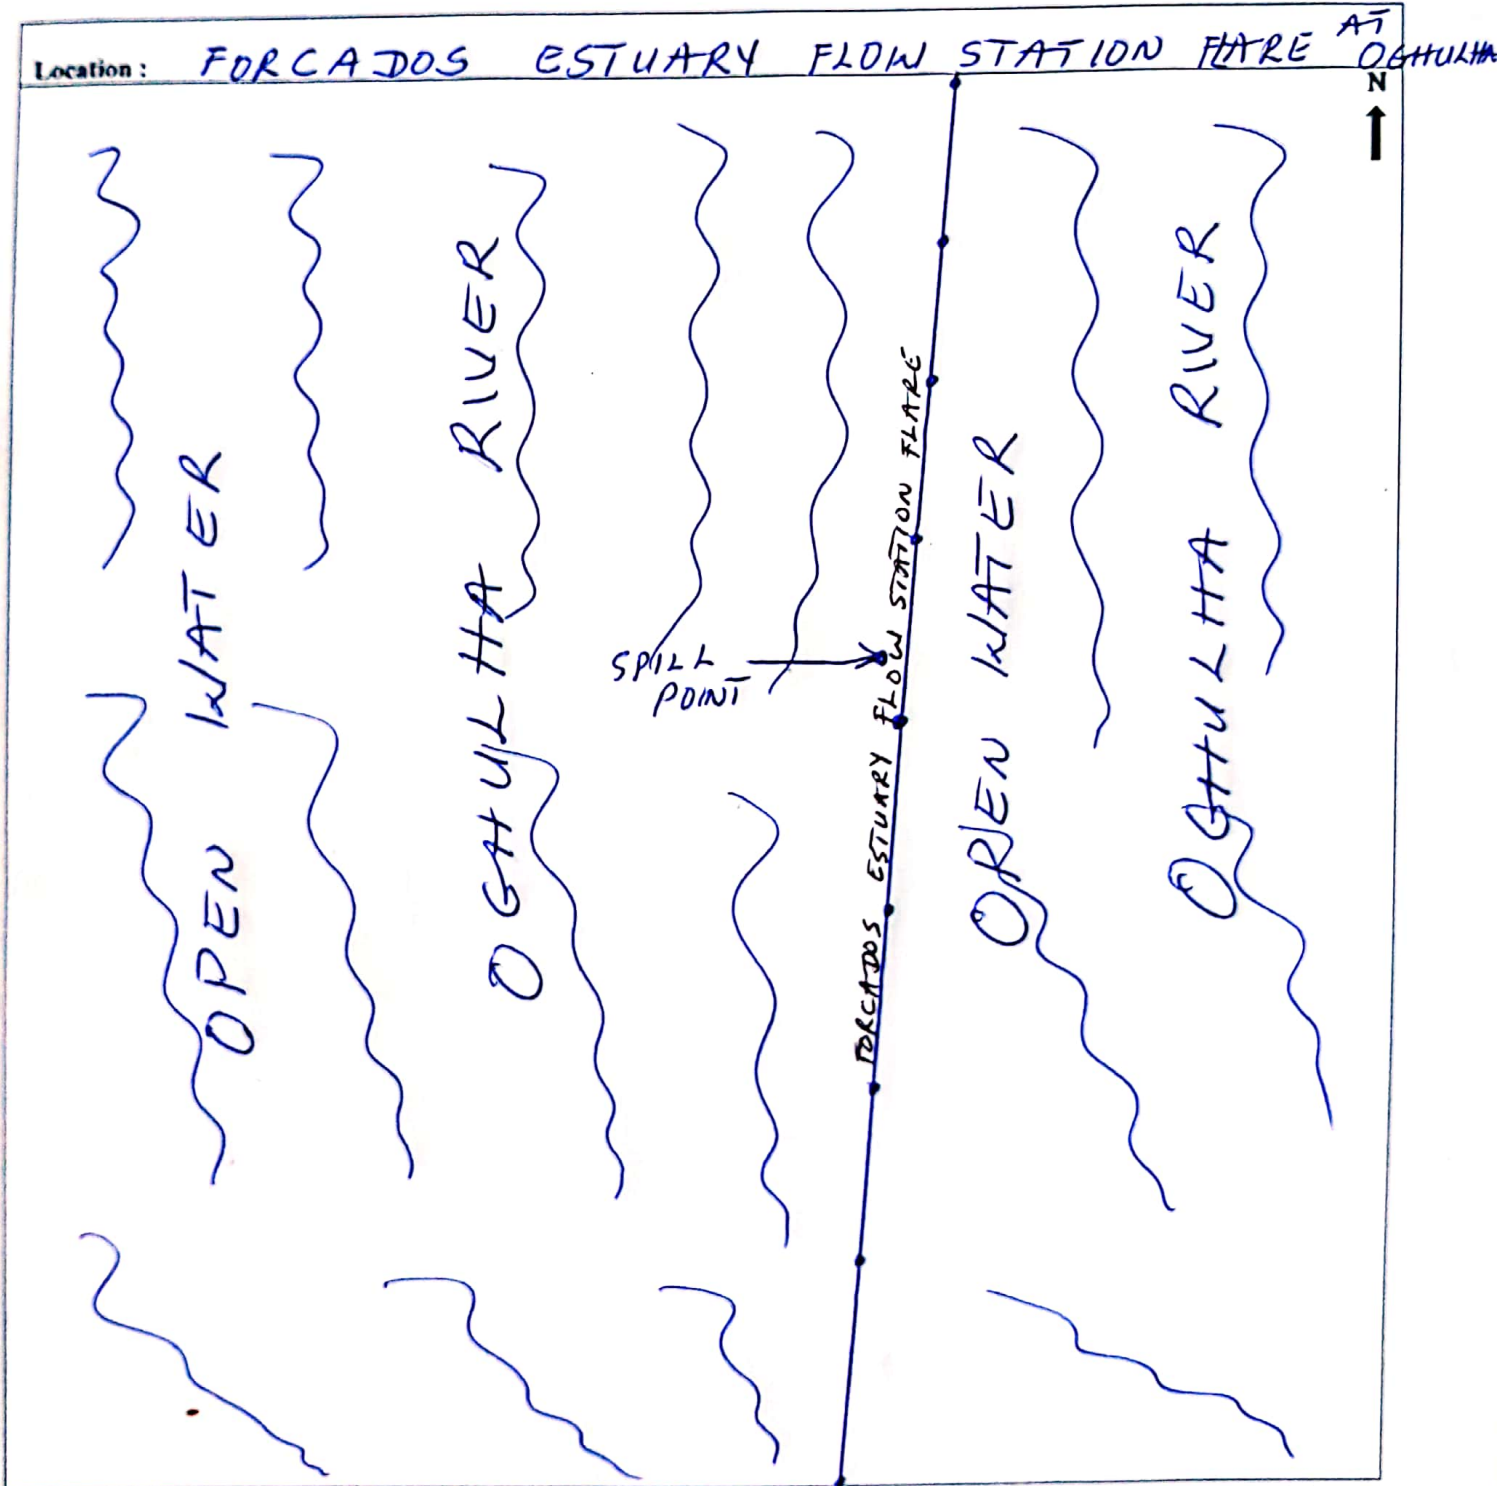 Location : FORCADOS ESTUARY FLOW STATION FLARE AT OGHULHA
N
OPEN WATER
OGHULHA RIVER
SPILL
POINT
FORCADOS ESTUARY FLOW STATION FLARE
OPEN WATER
OGHULHA RIVER